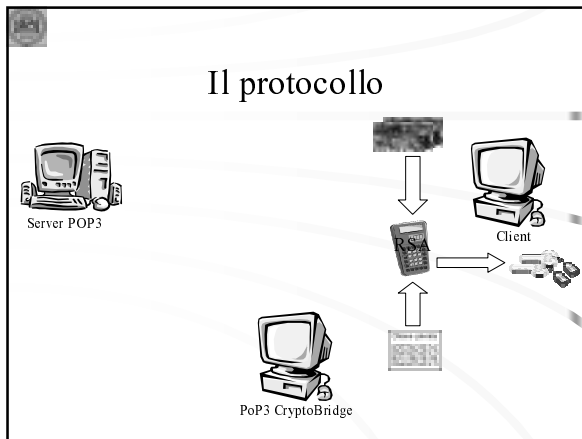 Il protocollo
Server POP3
RSA
Client
PoP3 CryptoBridge